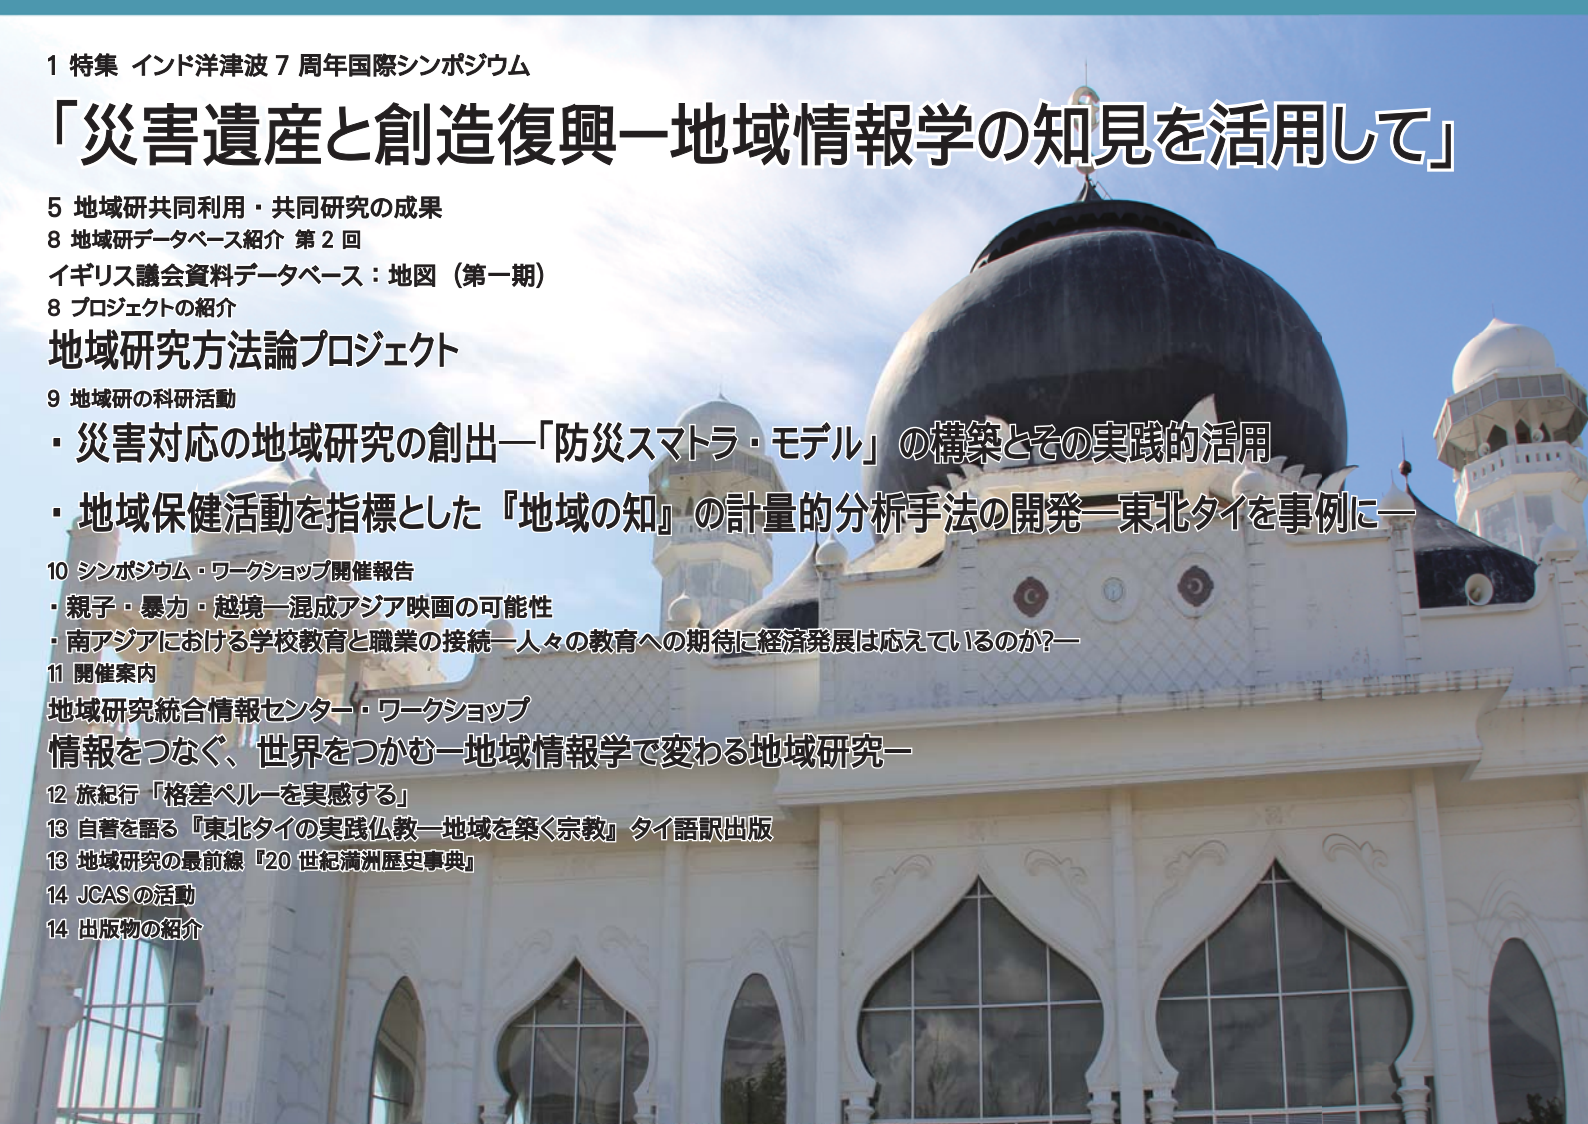 1 特集 インド洋津波 7 周年国際シンポジウム
「災害遺産と創造復興ー地域情報学の知見を活用して」
5 地域研共同利用・共同研究の成果
8 地域研データベース紹介 第 2 回
イギリス議会資料データベース：地図（第一期）
8 プロジェクトの紹介
地域研究方法論プロジェクト
9 地域研の科研活動
・災害対応の地域研究の創出―「防災スマトラ・モデル」の構築とその実践的活用
・地域保健活動を指標とした『地域の知』の計量的分析手法の開発―東北タイを事例に―
10 シンポジウム・ワークショップ開催報告
・親子・暴力・越境―混成アジア映画の可能性
・南アジアにおける学校教育と職業の接続―人々の教育への期待に経済発展は応えているのか?―
11 開催案内
地域研究統合情報センター・ワークショップ
情報をつなぐ、世界をつかむー地域情報学で変わる地域研究ー
12 旅紀行「格差ペルーを実感する」
13 自著を語る『東北タイの実践仏教―地域を築く宗教』タイ語訳出版
13 地域研究の最前線『20 世紀満洲歴史事典』
14 JCAS の活動
14 出版物の紹介